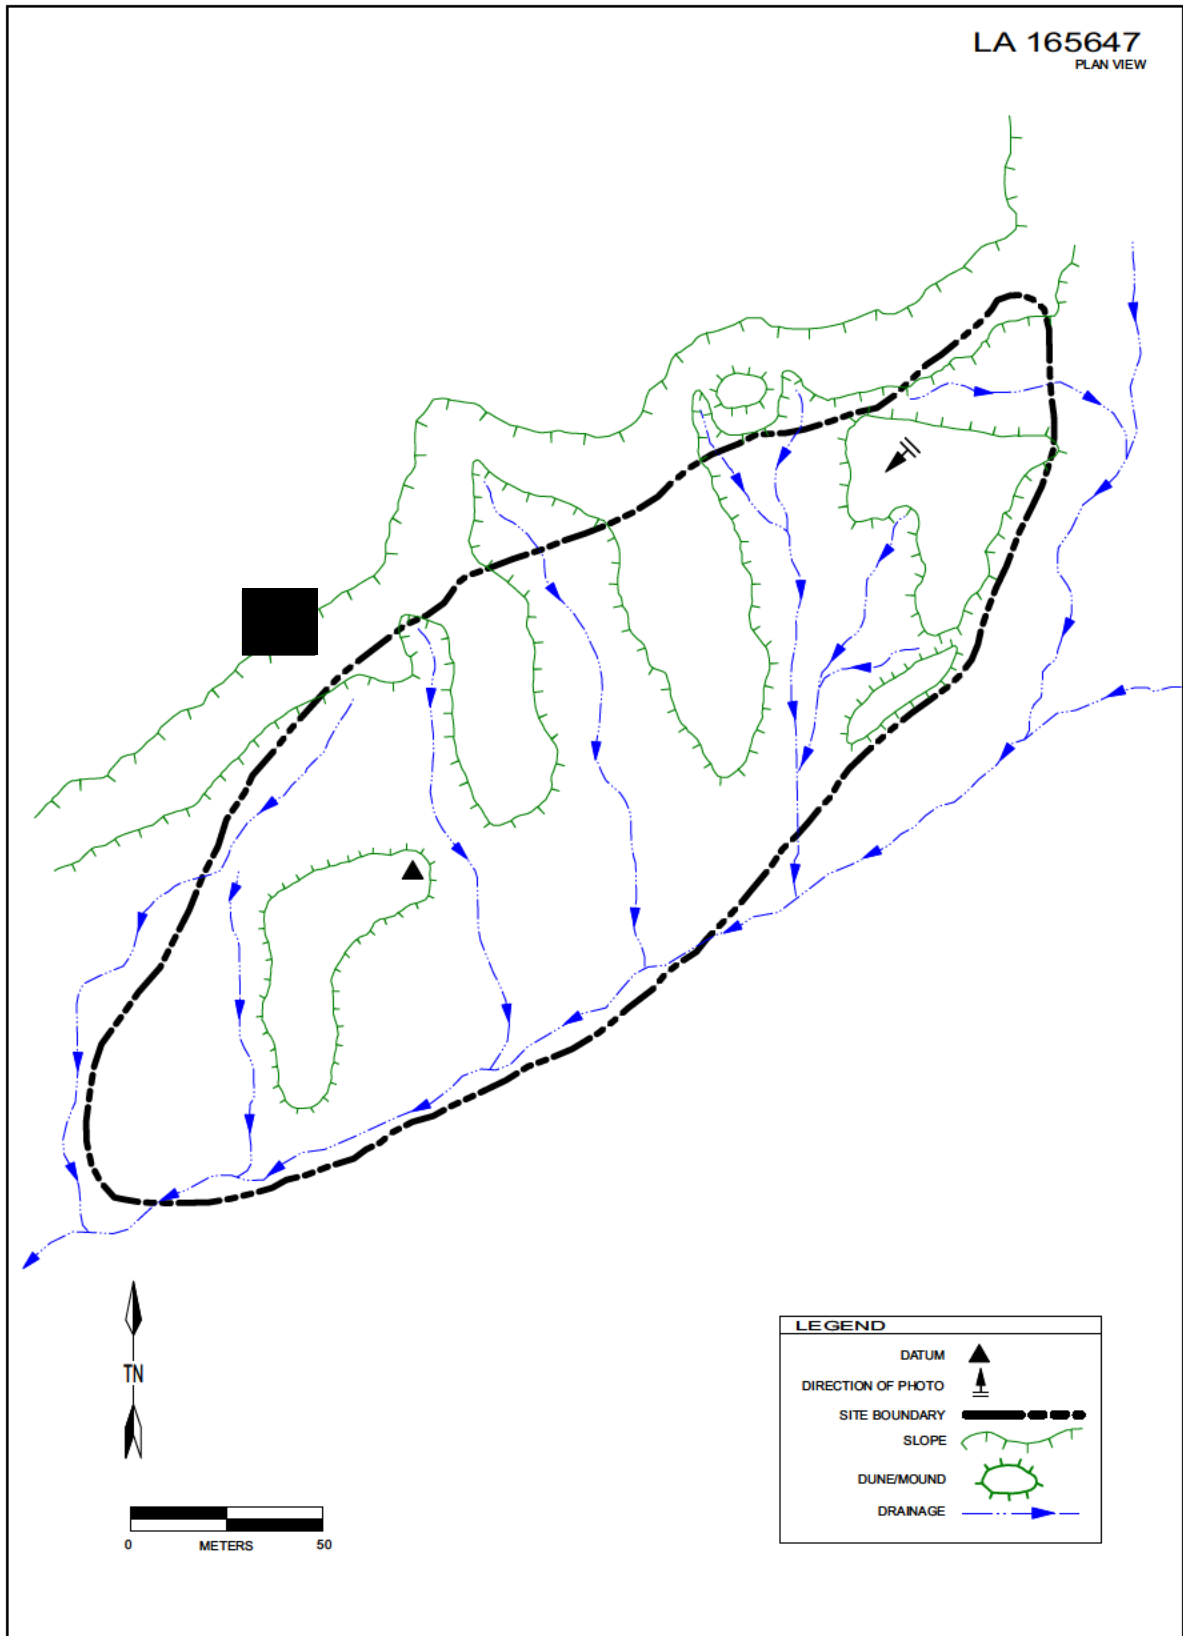 LA 165647
PLAN VIEW
TN
0 METERS 50
LEGEND
DATUM
DIRECTION OF PHOTO
SITE BOUNDARY
SLOPE
DUNE/MOUND
DRAINAGE